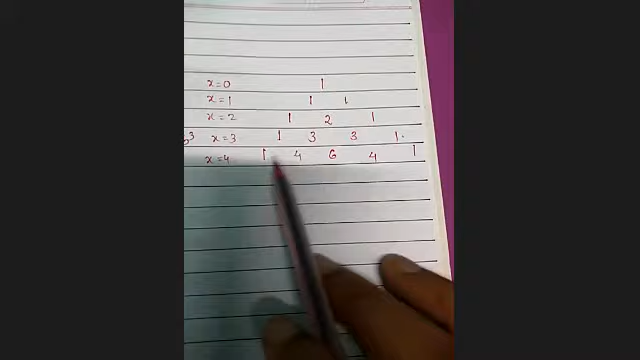 x=0 1
x=1 1 1
x=2 1 2 1
x=3 1 3 3 1
x=4 1 4 6 4 1